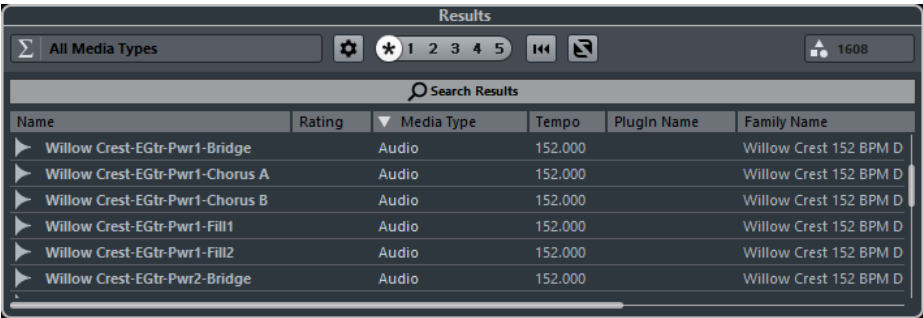 Results
All Media Types * 1 2 3 4 5 1608
Search Results
Name Rating Media Type Tempo PlugIn Name Family Name
Willow Crest-EGtr-Pwr1-Bridge Audio 152.000 Willow Crest 152 BPM D
Willow Crest-EGtr-Pwr1-Chorus A Audio 152.000 Willow Crest 152 BPM D
Willow Crest-EGtr-Pwr1-Chorus B Audio 152.000 Willow Crest 152 BPM D
Willow Crest-EGtr-Pwr1-Fill1 Audio 152.000 Willow Crest 152 BPM D
Willow Crest-EGtr-Pwr1-Fill2 Audio 152.000 Willow Crest 152 BPM D
Willow Crest-EGtr-Pwr2-Bridge Audio 152.000 Willow Crest 152 BPM D